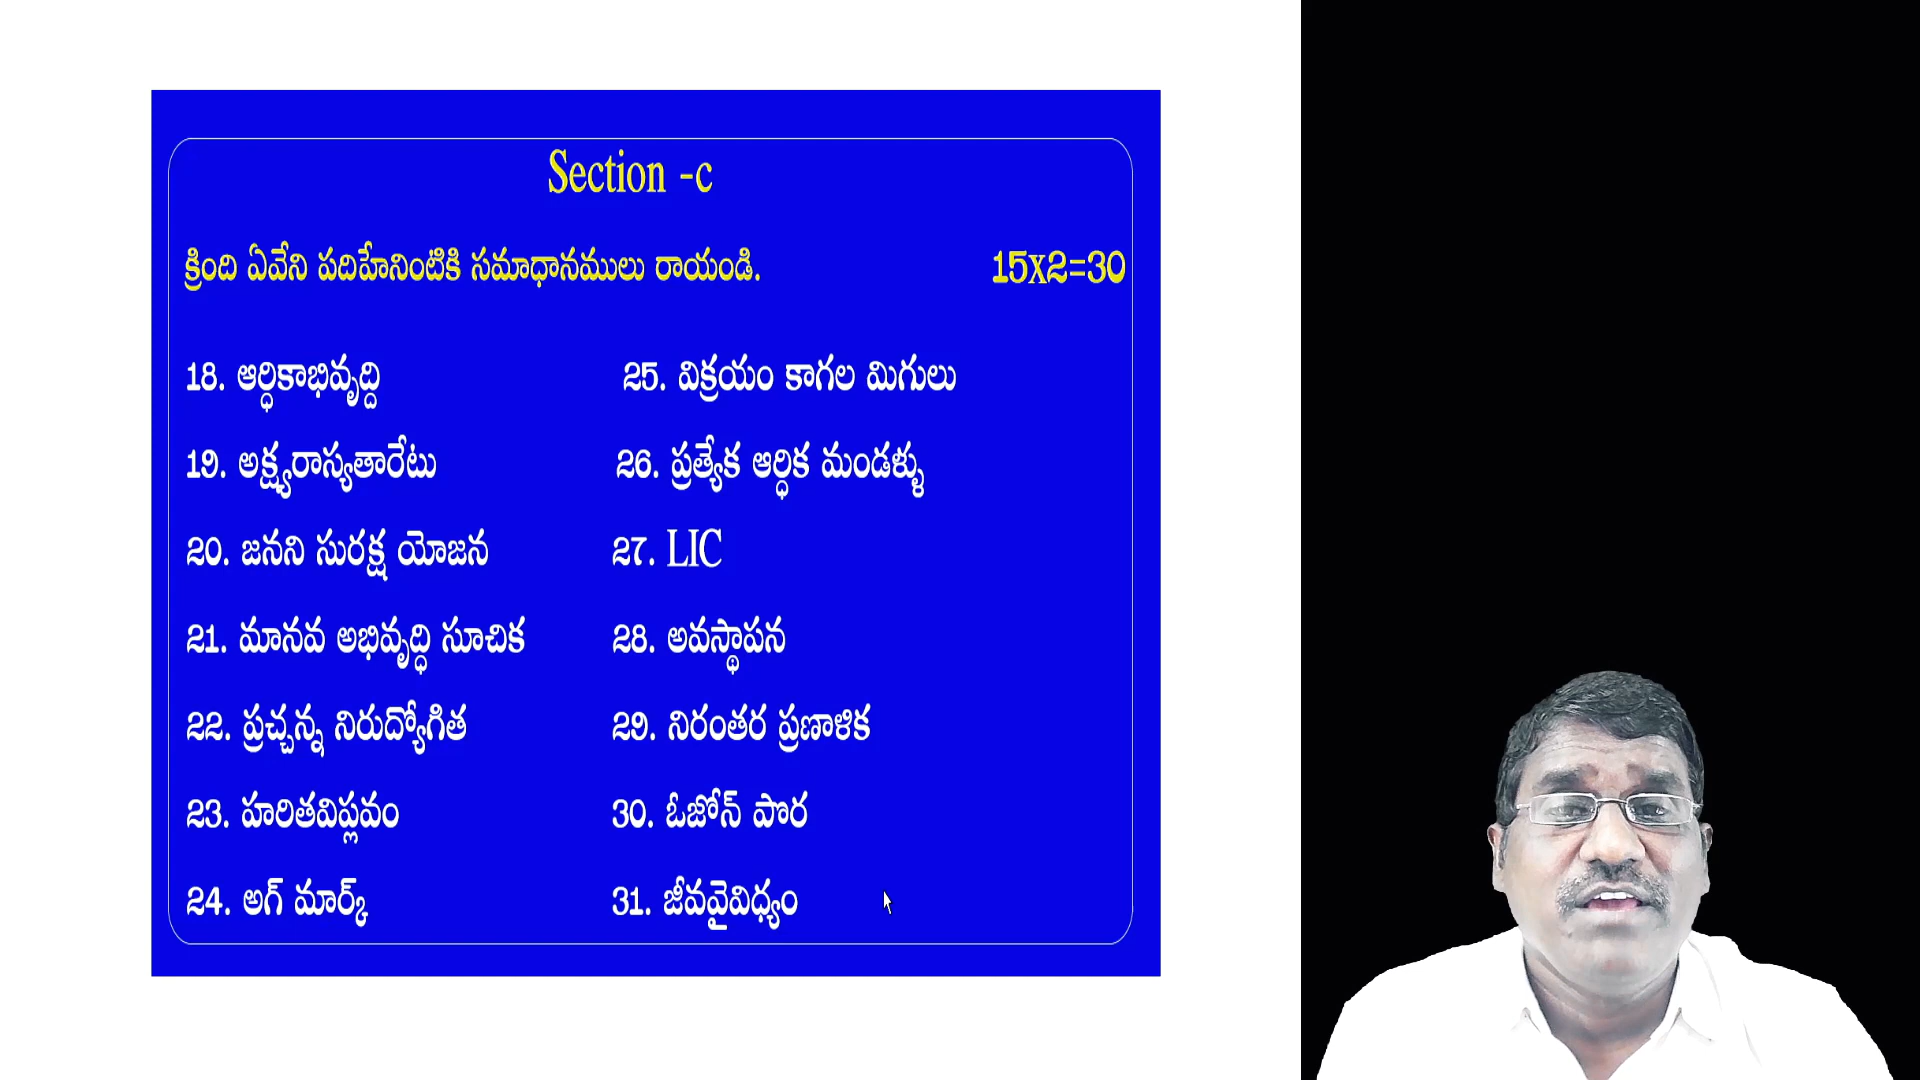 Section -c
క్రింది ఏవేని పదిహేనింటికి సమాధానములు రాయండి. 15x2=30
18. ఆర్ధికాభివృద్ది
19. అక్ష్యరాస్యతారేటు
20. జనని సురక్ష యోజన
21. మానవ అభివృద్ధి సూచిక
22. ప్రచ్చన్న నిరుద్యోగిత
23. హరితవిప్లవం
24. అగ్ మార్క్
25. విక్రయం కాగల మిగులు
26. ప్రత్యేక ఆర్ధిక మండళ్ళు
27. LIC
28. అవస్థాపన
29. నిరంతర ప్రణాళిక
30. ఓజోన్ పొర
31. జీవవైవిధ్యం